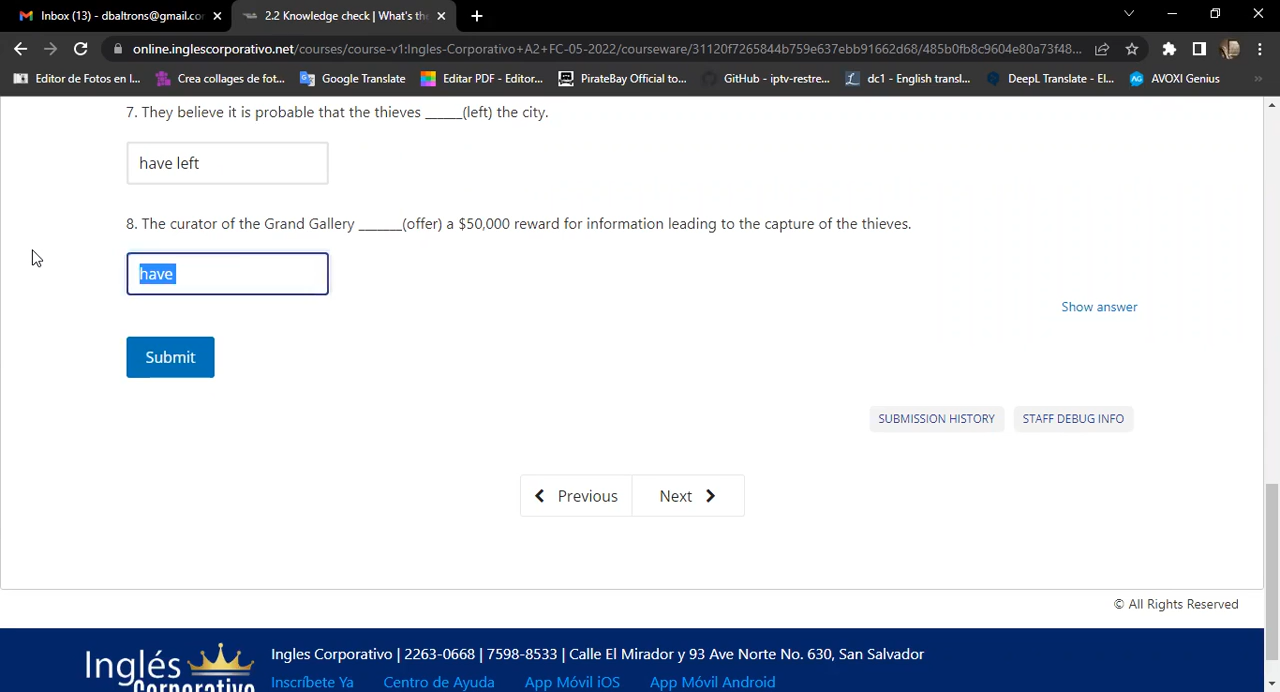 Inbox (13) - dbaltrons@gmail.co
2.2 Knowledge check | What's the
online.inglescorporativo.net/courses/course-v1:Ingles-Corporativo+A2+FC-05-2022/courseware/31120f7265844b759e637ebb91662d68/485b0fb8c9604e80a73f48...
Editor de Fotos en l...
Crea collages de fot...
Google Translate
Editar PDF - Editor...
PirateBay Official to...
GitHub - iptv-restre...
dc1 - English transl...
DeepL Translate - El...
AVOXI Genius
»
7. They believe it is probable that the thieves ______(left) the city.
have left
8. The curator of the Grand Gallery _______(offer) a $50,000 reward for information leading to the capture of the thieves.
have
Show answer
Submit
SUBMISSION HISTORY
STAFF DEBUG INFO
Previous
Next
© All Rights Reserved
Inglés
Corporativo
Ingles Corporativo | 2263-0668 | 7598-8533 | Calle El Mirador y 93 Ave Norte No. 630, San Salvador
Inscríbete Ya
Centro de Ayuda
App Móvil iOS
App Móvil Android